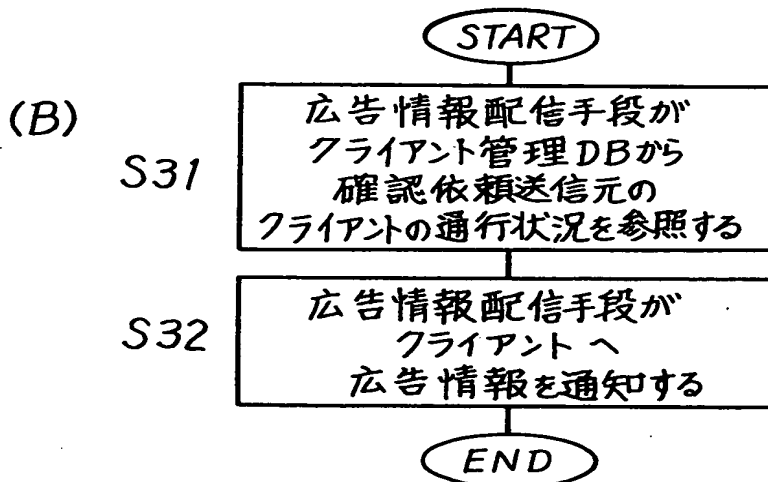 START
(B)
S31
広告情報配信手段が
クライアント管理DBから
確認依頼送信元の
クライアントの通行状況を参照する
S32
広告情報配信手段が
クライアント へ
広告情報を通知する
END